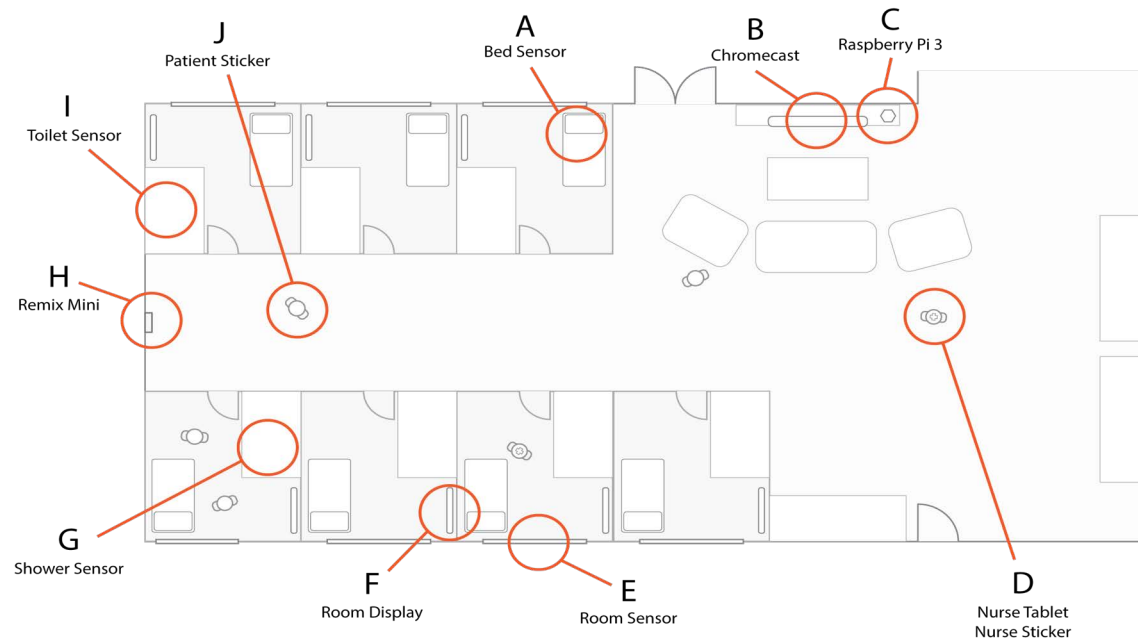 J
Patient Sticker
A
Bed Sensor
B
Chromecast
C
Raspberry Pi 3
I
Toilet Sensor
H
Remix Mini
G
Shower Sensor
F
Room Display
E
Room Sensor
D
Nurse Tablet
Nurse Sticker